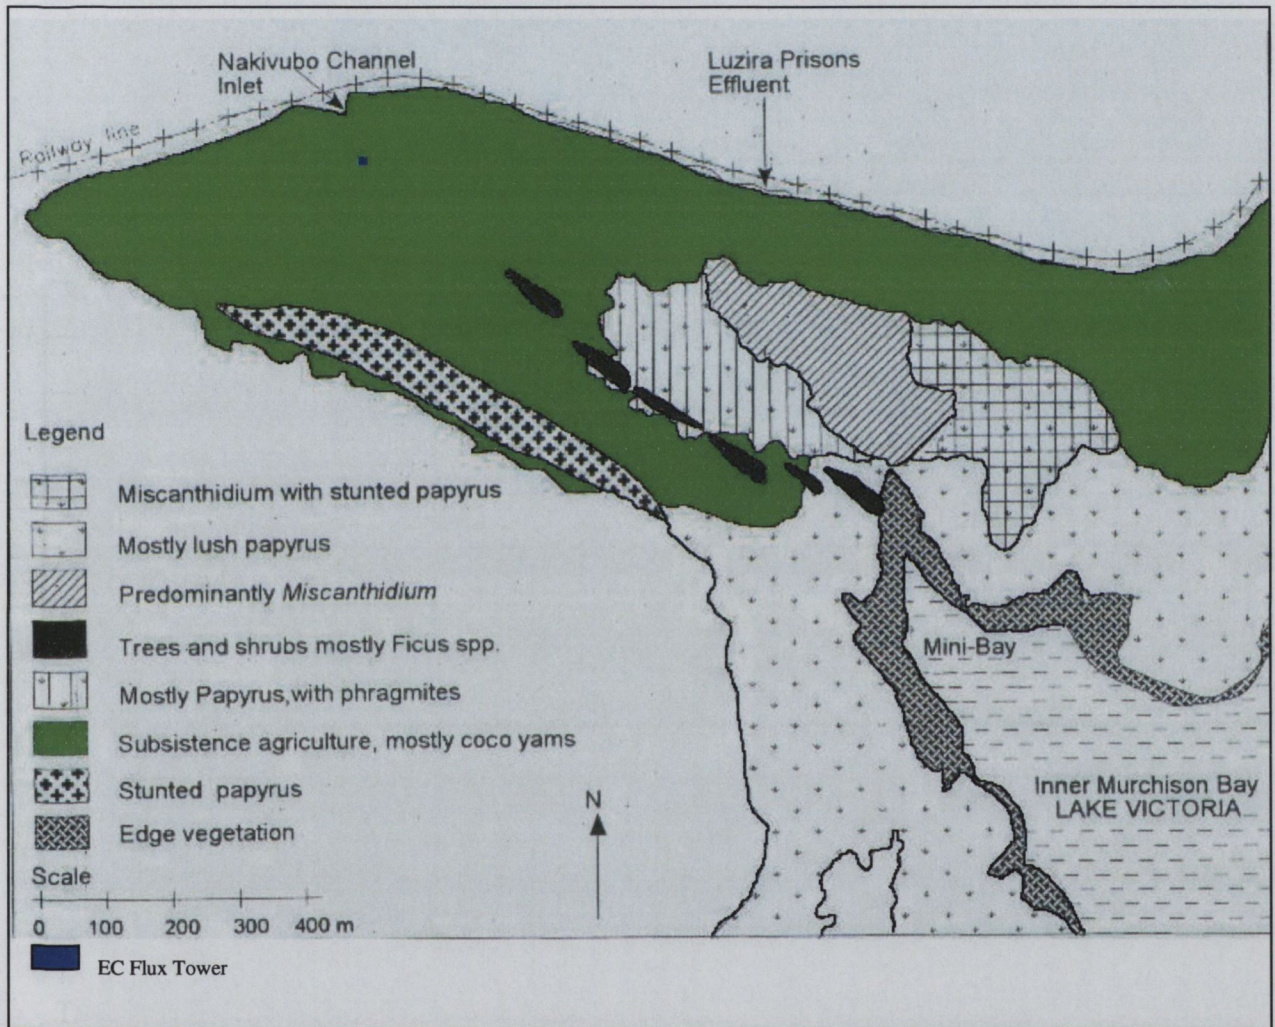 Nakivubo Channel
Inlet
Luzira Prisons
Effluent
Railway line
Legend
Miscanthidium with stunted papyrus
Mostly lush papyrus
Predominantly Miscanthidium
Trees and shrubs mostly Ficus spp.
Mostly Papyrus, with phragmites
Subsistence agriculture, mostly coco yams
Stunted papyrus
Edge vegetation
Mini-Bay
Inner Murchison Bay
LAKE VICTORIA
N
Scale
0 100 200 300 400 m
EC Flux Tower